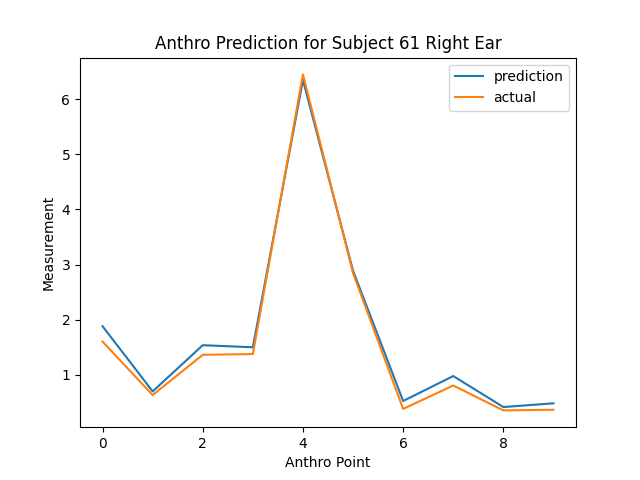 Anthro Prediction for Subject 61 Right Ear
prediction
actual
Measurement
6
5
4
3
2
1
0 2 4 6 8
Anthro Point